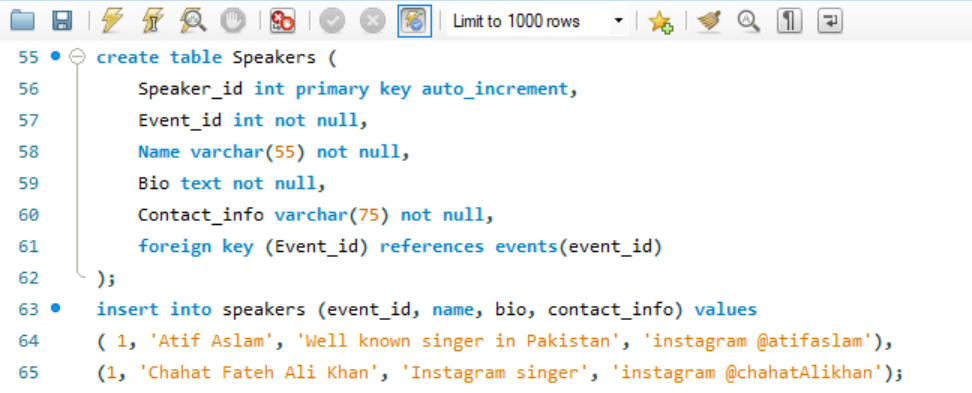 Limit to 1000 rows
55 create table Speakers (
56 Speaker_id int primary key auto_increment,
57 Event_id int not null,
58 Name varchar(55) not null,
59 Bio text not null,
60 Contact_info varchar(75) not null,
61 foreign key (Event_id) references events(event_id)
62 );
63 insert into speakers (event_id, name, bio, contact_info) values
64 ( 1, 'Atif Aslam', 'Well known singer in Pakistan', 'instagram @atifaslam'),
65 (1, 'Chahat Fateh Ali Khan', 'Instagram singer', 'instagram @chahatAlikhan');